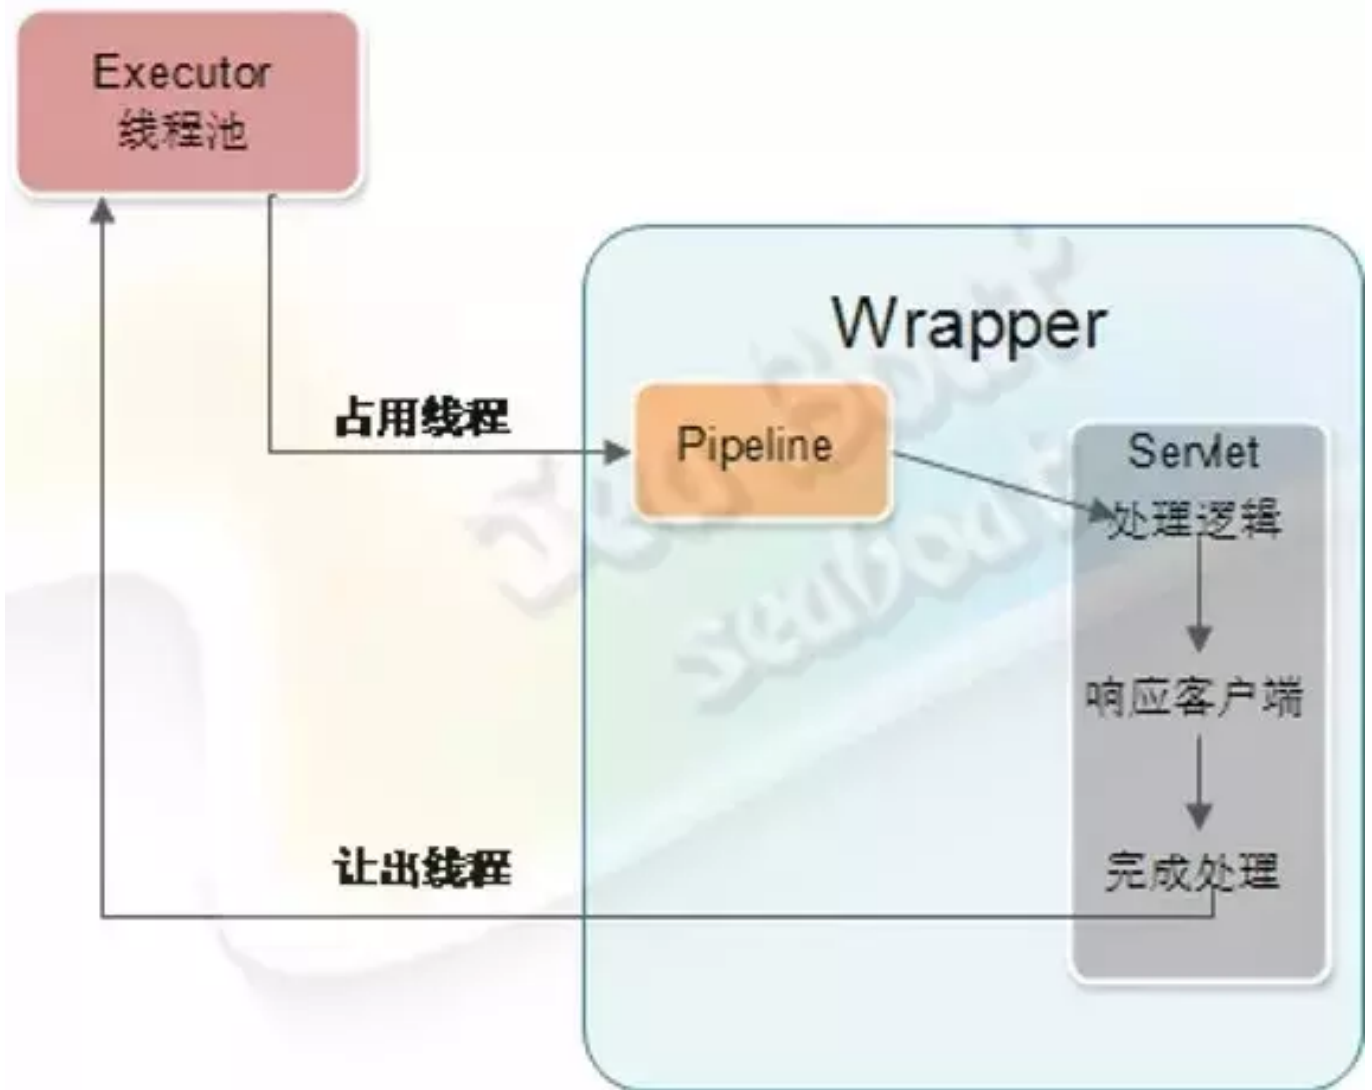 Executor
线程池
Wrapper
占用线程
Pipeline
Servlet
处理逻辑
响应客户端
让出线程
完成处理